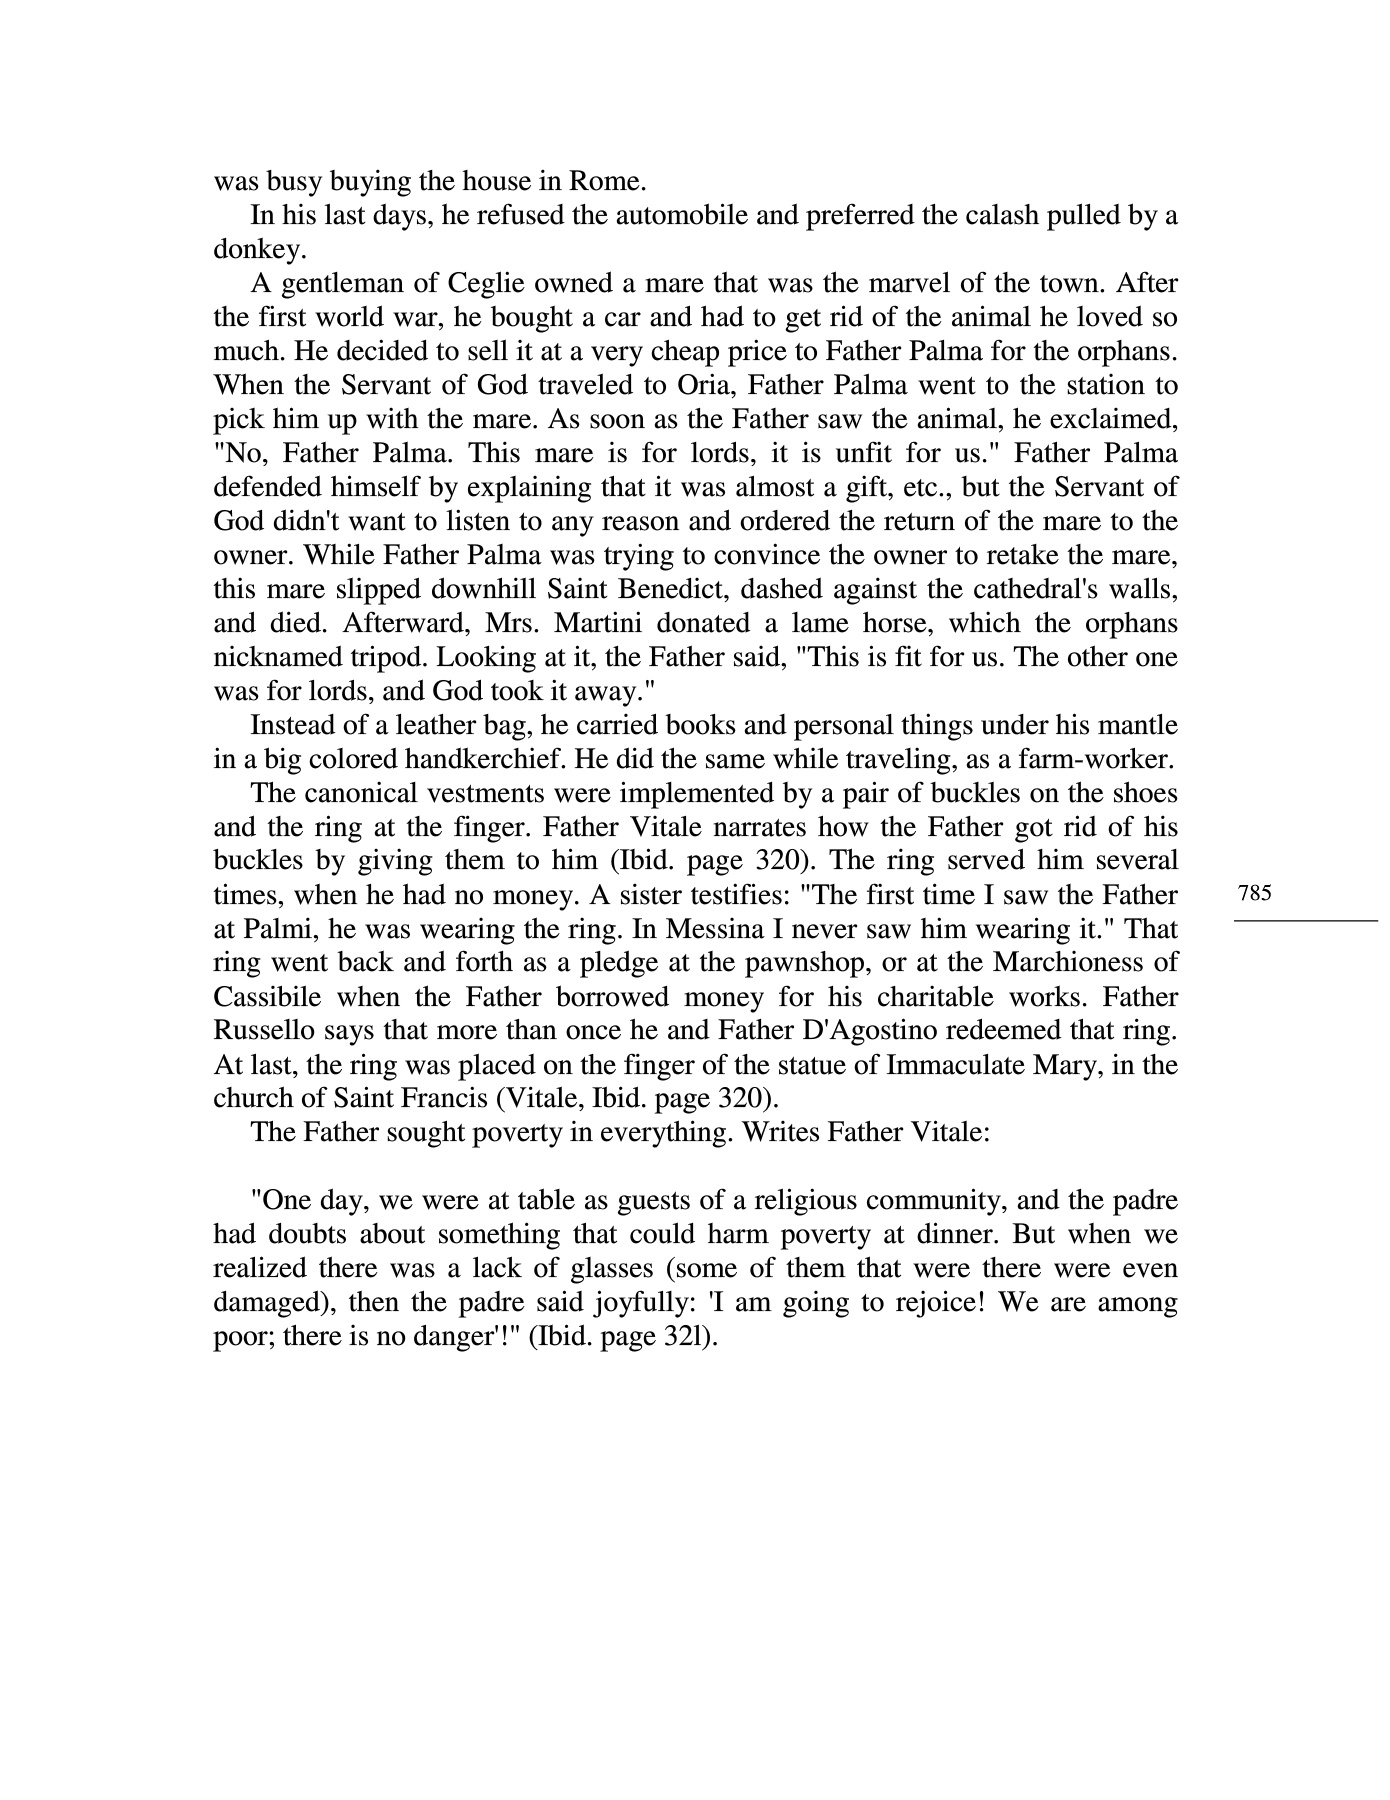 was busy buying the house in Rome.
In his last days, he refused the automobile and preferred the calash pulled by a
donkey.
A gentleman of Ceglie owned a mare that was the marvel of the town. After
the first world war, he bought a car and had to get rid of the animal he loved so
much. He decided to sell it at a very cheap price to Father Palma for the orphans.
When the Servant of God traveled to Oria, Father Palma went to the station to
pick him up with the mare. As soon as the Father saw the animal, he exclaimed,
"No, Father Palma. This mare is for lords, it is unfit for us." Father Palma
defended himself by explaining that it was almost a gift, etc., but the Servant of
God didn't want to listen to any reason and ordered the return of the mare to the
owner. While Father Palma was trying to convince the owner to retake the mare,
this mare slipped downhill Saint Benedict, dashed against the cathedral's walls,
and died. Afterward, Mrs. Martini donated a lame horse, which the orphans
nicknamed tripod. Looking at it, the Father said, "This is fit for us. The other one
was for lords, and God took it away."
Instead of a leather bag, he carried books and personal things under his mantle
in a big colored handkerchief. He did the same while traveling, as a farm-worker.
The canonical vestments were implemented by a pair of buckles on the shoes
and the ring at the finger. Father Vitale narrates how the Father got rid of his
buckles by giving them to him (Ibid. page 320). The ring served him several
times, when he had no money. A sister testifies: "The first time I saw the Father
at Palmi, he was wearing the ring. In Messina I never saw him wearing it." That
ring went back and forth as a pledge at the pawnshop, or at the Marchioness of
Cassibile when the Father borrowed money for his charitable works. Father
Russello says that more than once he and Father D'Agostino redeemed that ring.
At last, the ring was placed on the finger of the statue of Immaculate Mary, in the
church of Saint Francis (Vitale, Ibid. page 320).
The Father sought poverty in everything. Writes Father Vitale:
"One day, we were at table as guests of a religious community, and the padre
had doubts about something that could harm poverty at dinner. But when we
realized there was a lack of glasses (some of them that were there were even
damaged), then the padre said joyfully: 'I am going to rejoice! We are among
poor; there is no danger'!" (Ibid. page 32l).
785